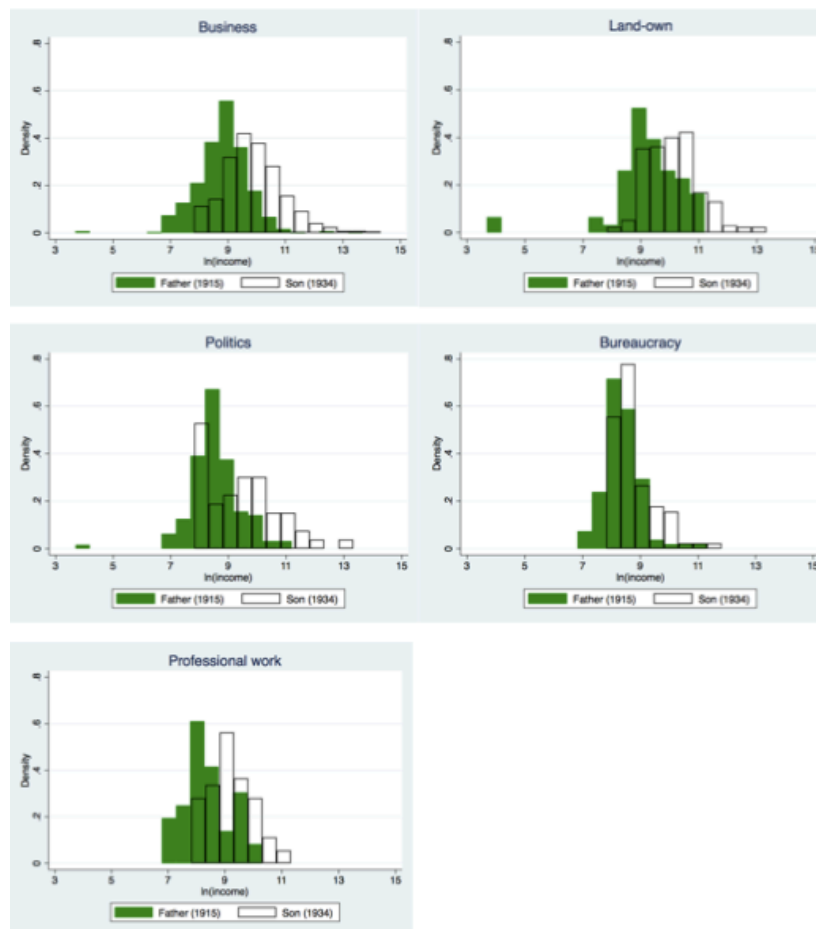 Business
Land-own
.8
.6
.4
.2
0
Density
3 5 7 9 11 13 15
ln(income)
Father (1915) Son (1934)
.8
.6
.4
.2
0
Density
3 5 7 9 11 13 15
ln(income)
Father (1915) Son (1934)
Politics
Bureaucracy
.8
.6
.4
.2
0
Density
3 5 7 9 11 13 15
ln(income)
Father (1915) Son (1934)
.8
.6
.4
.2
0
Density
3 5 7 9 11 13 15
ln(income)
Father (1915) Son (1934)
Professional work
.8
.6
.4
.2
0
Density
3 5 7 9 11 13 15
ln(income)
Father (1915) Son (1934)